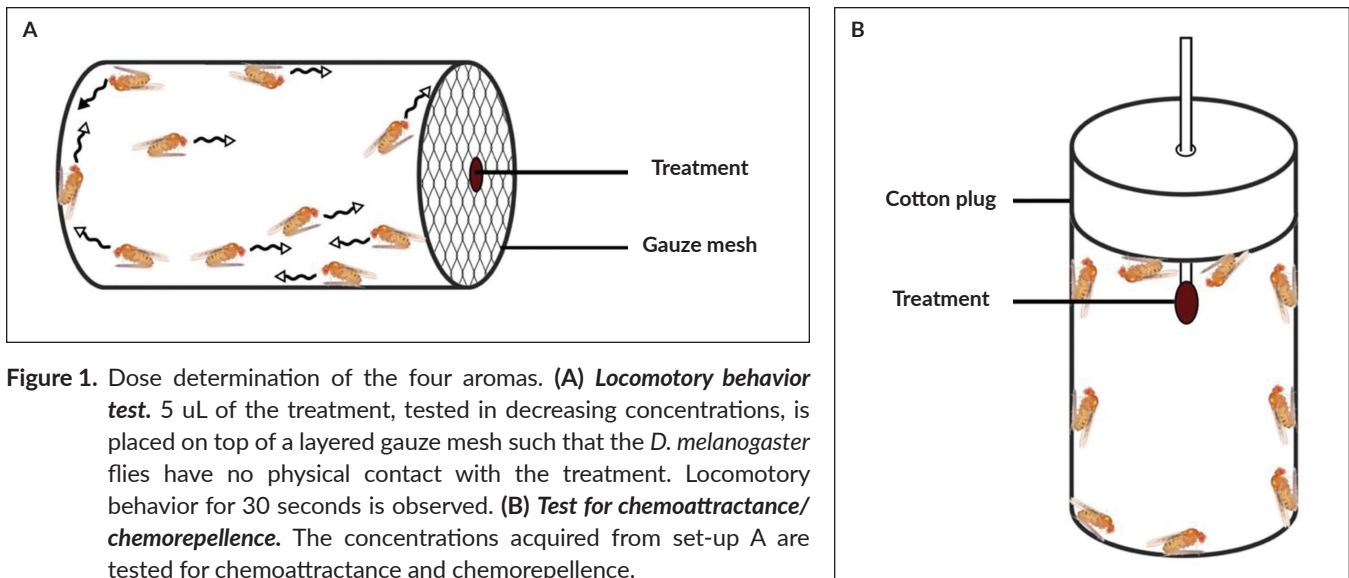 A
Treatment
Gauze mesh
B
Cotton plug
Treatment
Figure 1. Dose determination of the four aromas. (A) Locomotory behavior
test. 5 uL of the treatment, tested in decreasing concentrations, is
placed on top of a layered gauze mesh such that the D. melanogaster
flies have no physical contact with the treatment. Locomotory
behavior for 30 seconds is observed. (B) Test for chemoattractance/
chemorepellence. The concentrations acquired from set-up A are
tested for chemoattractance and chemorepellence.